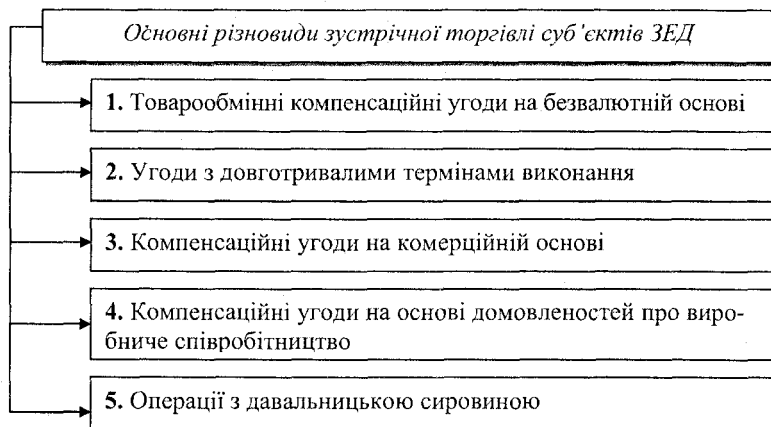 Основні різновиди зустрічної торгівлі суб'єктів ЗЕД
1. Товарообмінні компенсаційні угоди на безвалютній основі
2. Угоди з довготривалими термінами виконання
3. Компенсаційні угоди на комерційній основі
4. Компенсаційні угоди на основі домовленостей про виро-
бниче співробітництво
5. Операції з давальницькою сировиною